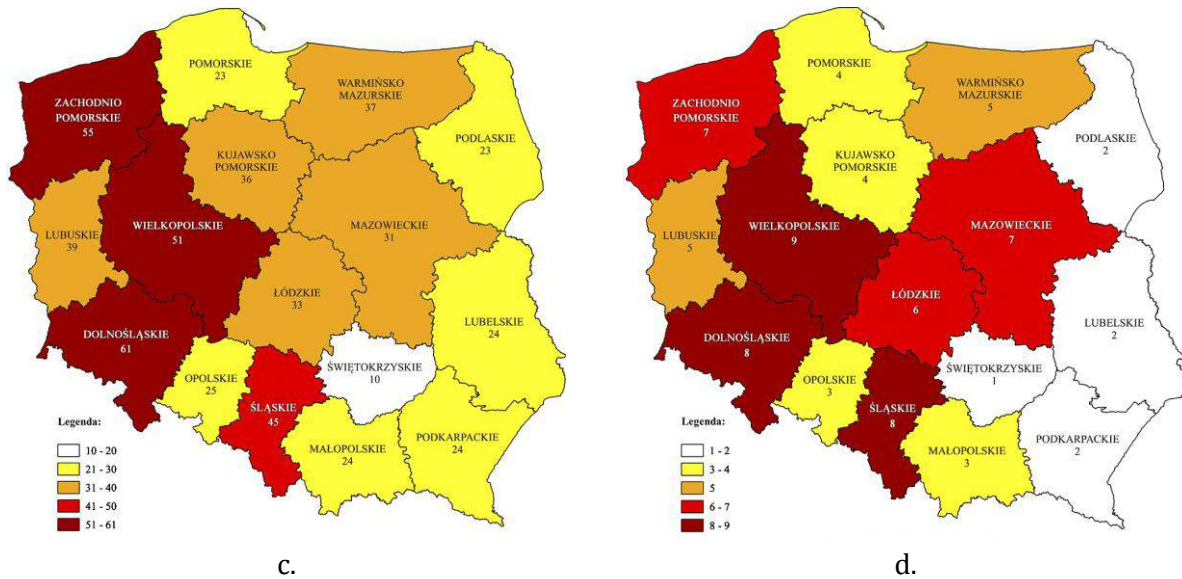 POMORSKIE
23
WARMIŃSKO
MAZURSKIE
37
ZACHODNIO
POMORSKIE
55
PODLASKIE
23
KUJAWSKO
POMORSKIE
36
LUBUSKIE
39
WIELKOPOLSKIE
51
MAZOWIECKIE
31
ŁÓDZKIE
33
LUBELSKIE
24
DOLNOŚLĄSKIE
61
OPOLSKIE
25
ŚWIĘTOKRZYSKIE
10
ŚLĄSKIE
45
MAŁOPOLSKIE
24
PODKARPACKIE
24
Legenda:
10 - 20
21 - 30
31 - 40
41 - 50
51 - 61
c.
POMORSKIE
4
WARMIŃSKO
MAZURSKIE
5
ZACHODNIO
POMORSKIE
7
PODLASKIE
2
KUJAWSKO
POMORSKIE
4
LUBUSKIE
5
WIELKOPOLSKIE
9
MAZOWIECKIE
7
ŁÓDZKIE
6
LUBELSKIE
2
DOLNOŚLĄSKIE
8
OPOLSKIE
3
ŚWIĘTOKRZYSKIE
1
ŚLĄSKIE
8
MAŁOPOLSKIE
3
PODKARPACKIE
2
Legenda:
1 - 2
3 - 4
5
6 - 7
8 - 9
d.